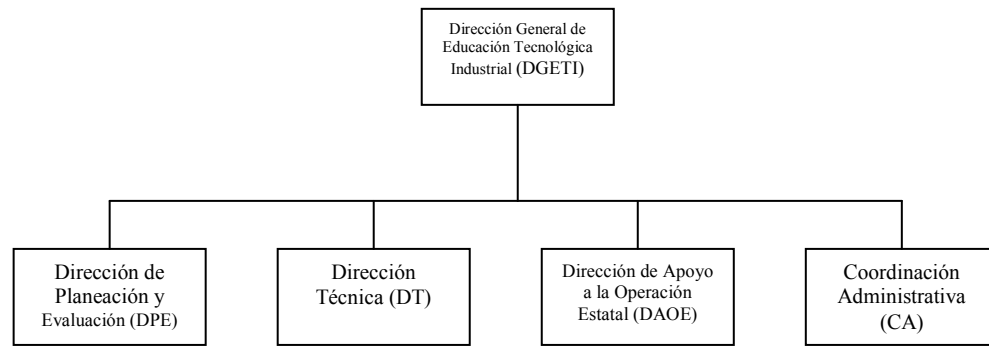 Dirección General de
Educación Tecnológica
Industrial (DGETI)
Dirección de
Planeación y
Evaluación (DPE)
Dirección
Técnica (DT)
Dirección de Apoyo
a la Operación
Estatal (DAOE)
Coordinación
Administrativa
(CA)